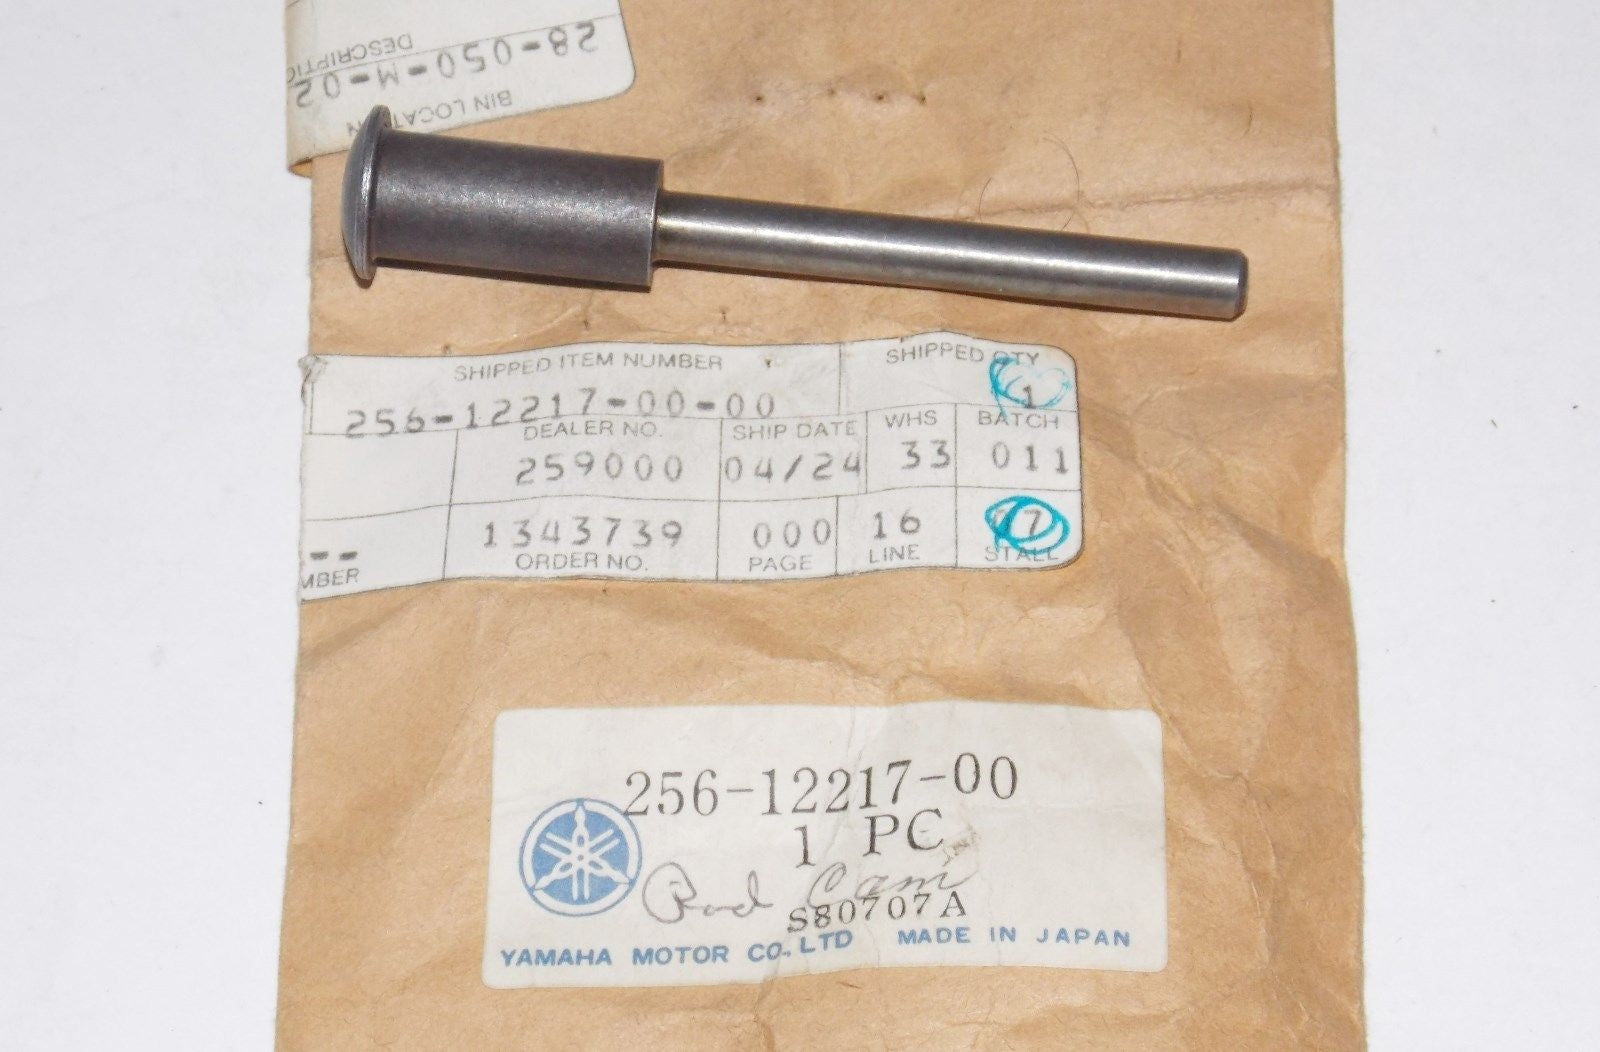 28-050-M-02
BIN LOCATION
SHIPPED ITEM NUMBER
SHIPPED QTY
256-12217-00-00
1
DEALER NO.
SHIP DATE
WHS
BATCH
259000
04/24
33
011
--
1343739
000
16
7
MBER
ORDER NO.
PAGE
LINE
STALL
256-12217-00
1 PC
Rod Cam
S80707A
YAMAHA MOTOR CO., LTD MADE IN JAPAN